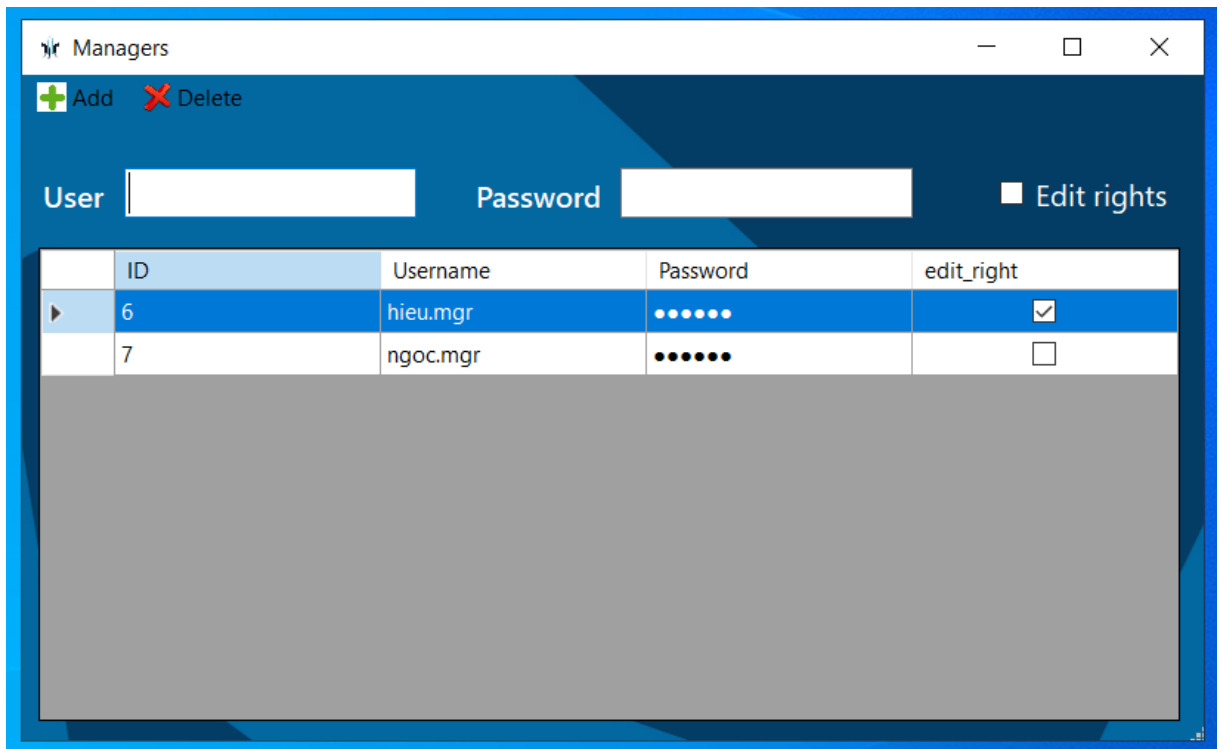 Managers
Add Delete
User Password Edit rights
ID Username Password edit_right
6 hieu.mgr ●●●●●●
7 ngoc.mgr ●●●●●●